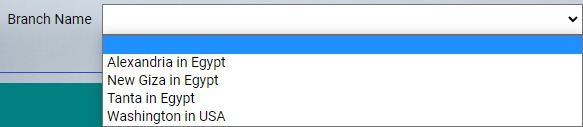 Branch Name
Alexandria in Egypt
New Giza in Egypt
Tanta in Egypt
Washington in USA